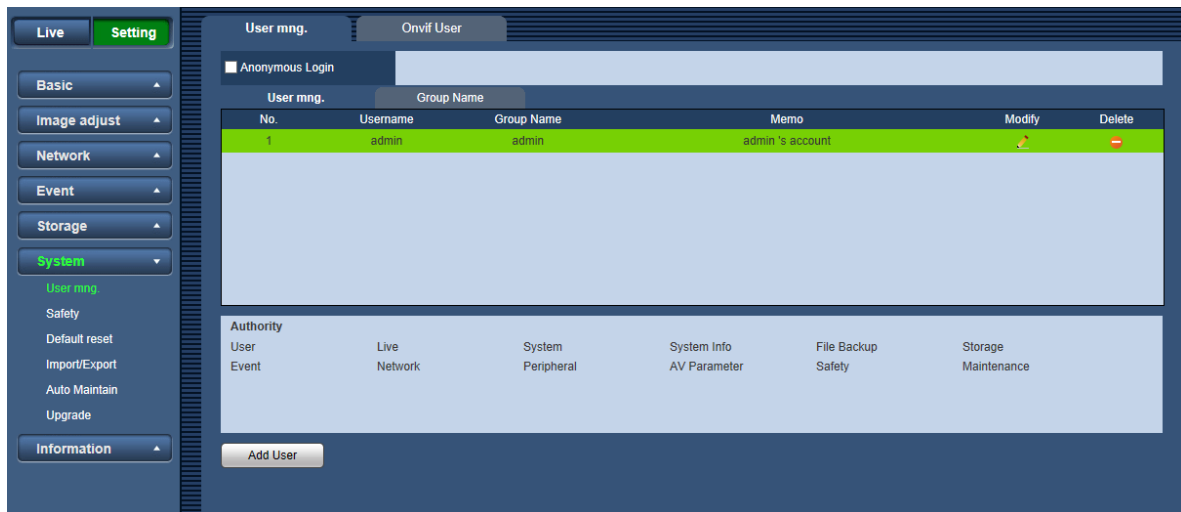 Live Setting
User mng. Onvif User
Anonymous Login
Basic
User mng. Group Name
Image adjust
No. Username Group Name Memo Modify Delete
1 admin admin admin 's account
Network
Event
Storage
System
User mng.
Safety
Default reset
Import/Export
Auto Maintain
Upgrade
Information
Authority
User Live System System Info File Backup Storage
Event Network Peripheral AV Parameter Safety Maintenance
Add User